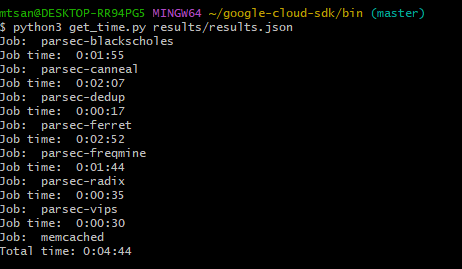 mtsan@DESKTOP-RR94PG5 MINGW64 ~/google-cloud-sdk/bin (master)
$ python3 get_time.py results/results.json
Job:  parsec-blackscholes
Job time:  0:01:55
Job:  parsec-canneal
Job time:  0:02:07
Job:  parsec-dedup
Job time:  0:00:17
Job:  parsec-ferret
Job time:  0:02:52
Job:  parsec-freqmine
Job time:  0:01:44
Job:  parsec-radix
Job time:  0:00:35
Job:  parsec-vips
Job time:  0:00:30
Job:  memcached
Total time: 0:04:44